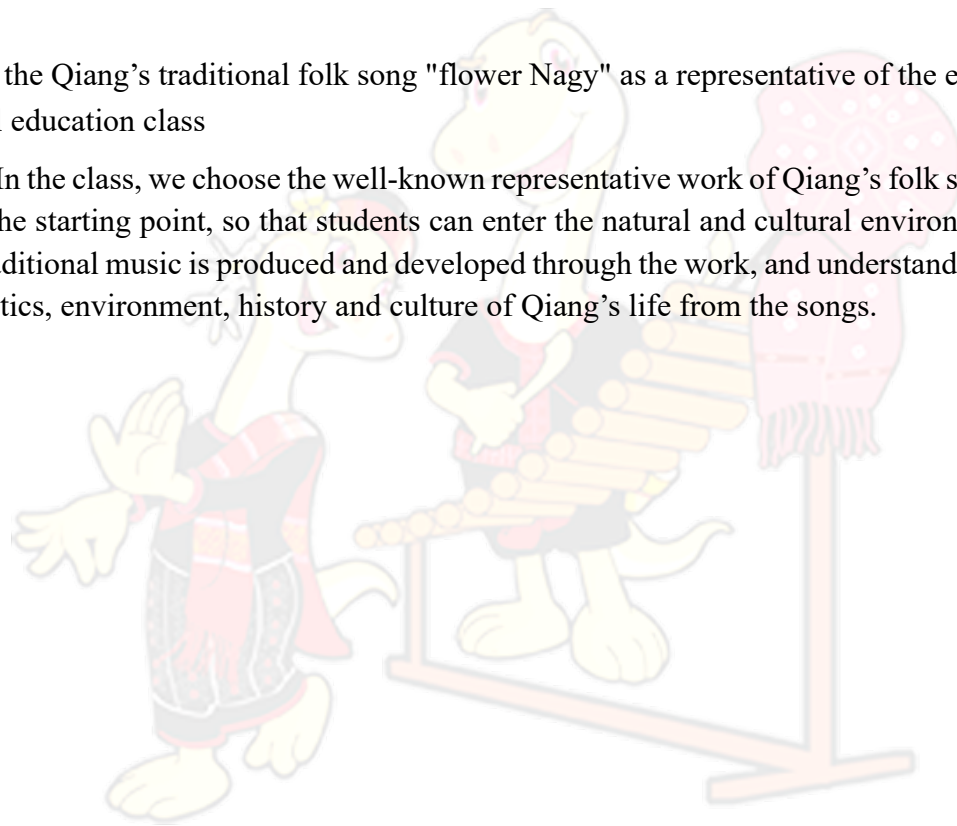 the Qiang’s traditional folk song "flower Nagy" as a representative of the e
education class
In the class, we choose the well-known representative work of Qiang’s folk s
he starting point, so that students can enter the natural and cultural environ
ditional music is produced and developed through the work, and understand
tics, environment, history and culture of Qiang’s life from the songs.